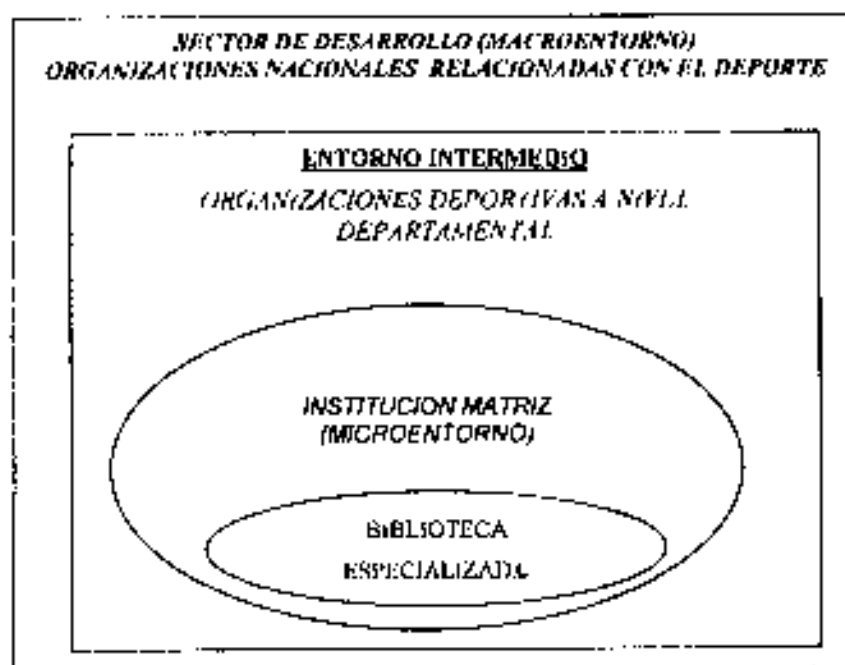 SECTOR DE DESARROLLO (MACROENTORNO)
ORGANIZACIONES NACIONALES RELACIONADAS CON EL DEPORTE
ENTORNO INTERMEDIO
ORGANIZACIONES DEPORTIVAS A NIVEL
DEPARTAMENTAL
INSTITUCION MATRIZ
(MICROENTORNO)
BIBLIOTECA
ESPECIALIZADA